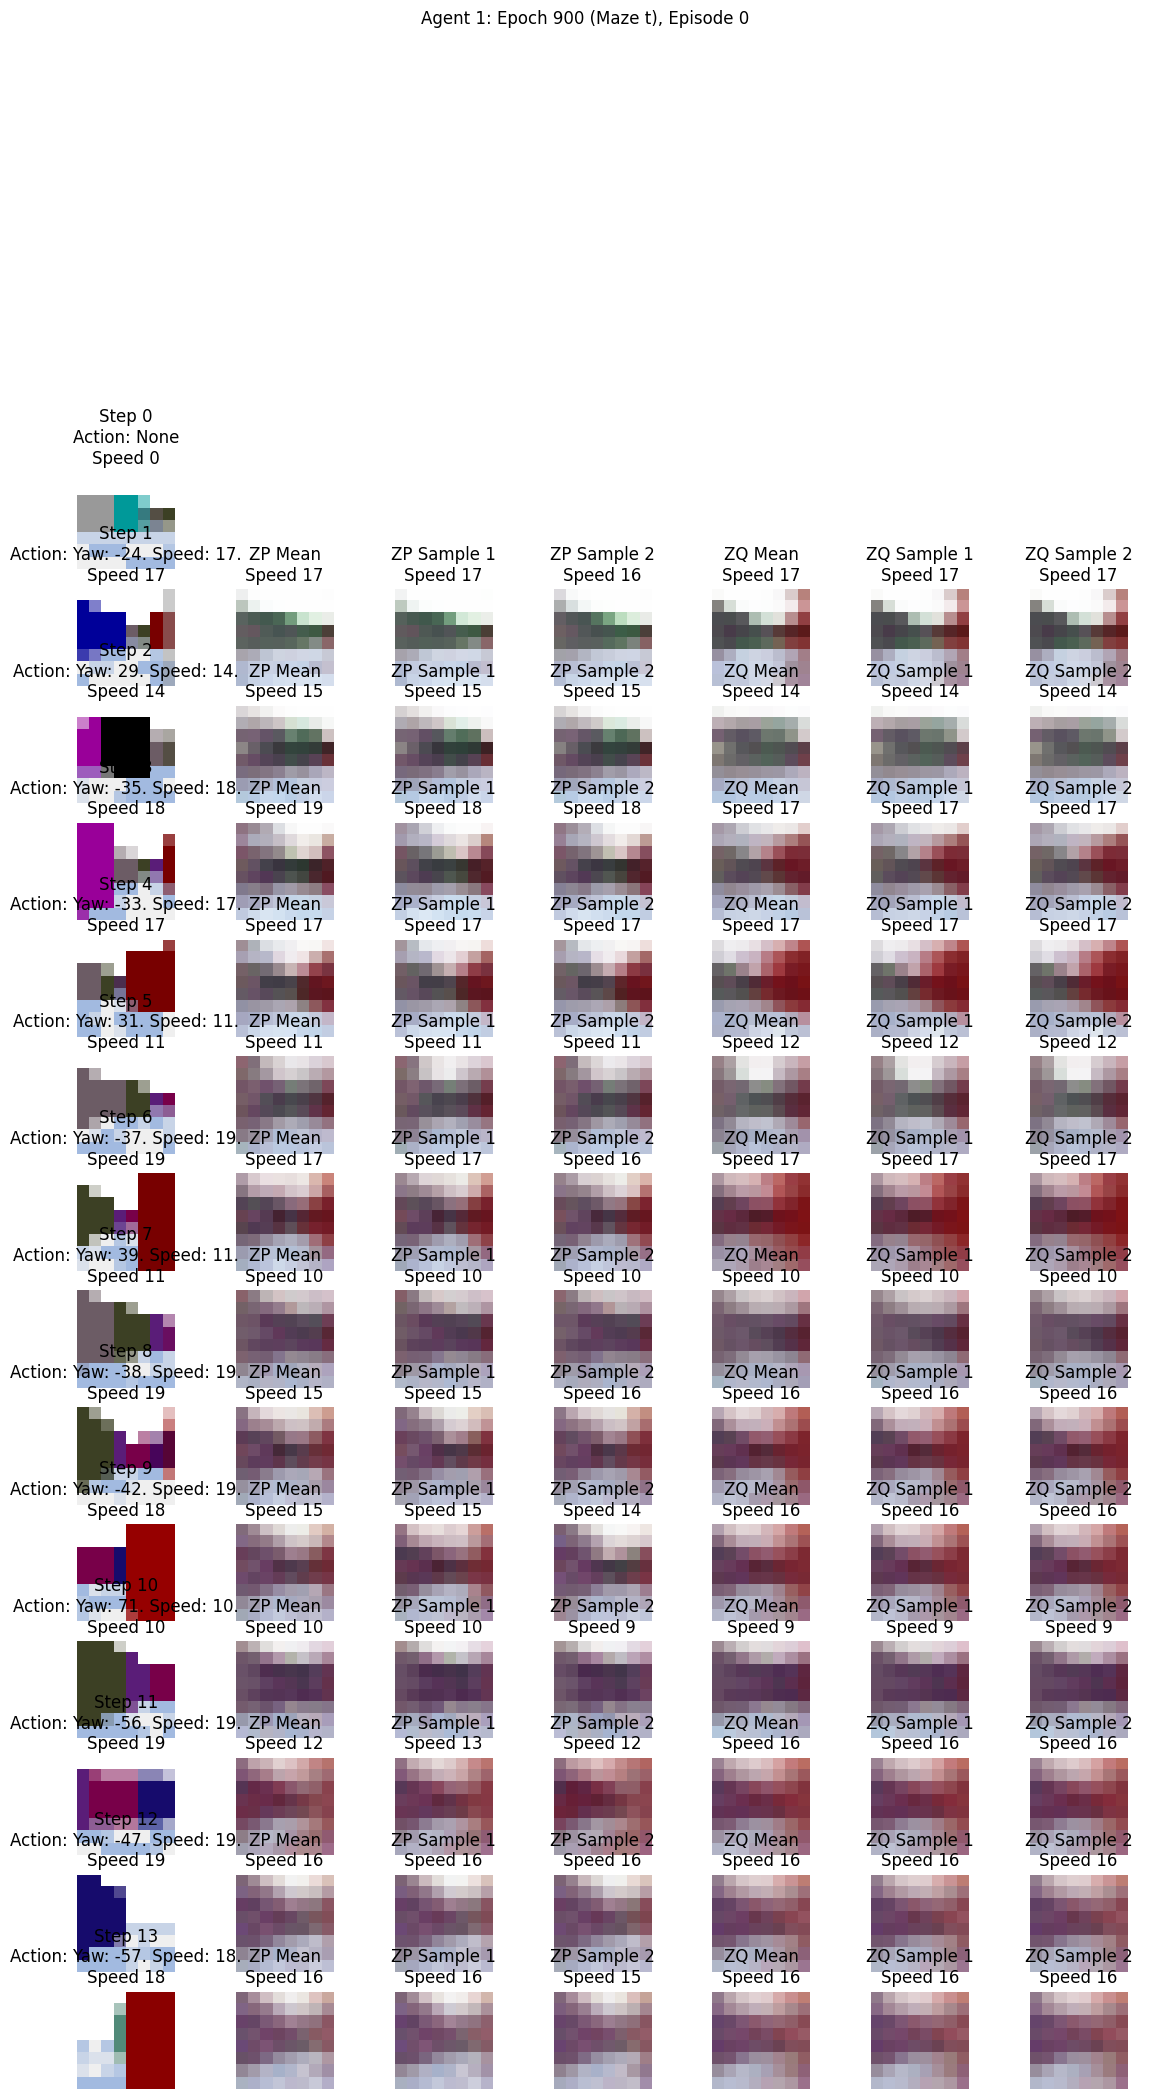 Agent 1: Epoch 900 (Maze t), Episode 0
Step 0
Action: None
Speed 0
Step 1
Action: Yaw: -24. Speed: 17. ZP Mean ZP Sample 1 ZP Sample 2 ZQ Mean ZQ Sample 1 ZQ Sample 2
Speed 17 Speed 17 Speed 17 Speed 16 Speed 17 Speed 17 Speed 17
Step 2
Action: Yaw: 29. Speed: 14. ZP Mean ZP Sample 1 ZP Sample 2 ZQ Mean ZQ Sample 1 ZQ Sample 2
Speed 14 Speed 15 Speed 15 Speed 15 Speed 14 Speed 14 Speed 14
3
Action: Yaw: -35. Speed: 18. ZP Mean ZP Sample 1 ZP Sample 2 ZQ Mean ZQ Sample 1 ZQ Sample 2
Speed 18 Speed 19 Speed 18 Speed 18 Speed 17 Speed 17 Speed 17
Step 4
Action: Yaw: -33. Speed: 17. ZP Mean ZP Sample 1 ZP Sample 2 ZQ Mean ZQ Sample 1 ZQ Sample 2
Speed 17 Speed 17 Speed 17 Speed 17 Speed 17 Speed 17 Speed 17
Step 5
Action: Yaw: 31. Speed: 11. ZP Mean ZP Sample 1 ZP Sample 2 ZQ Mean ZQ Sample 1 ZQ Sample 2
Speed 11 Speed 11 Speed 11 Speed 11 Speed 12 Speed 12 Speed 12
Step 6
Action: Yaw: -37. Speed: 19. ZP Mean ZP Sample 1 ZP Sample 2 ZQ Mean ZQ Sample 1 ZQ Sample 2
Speed 19 Speed 17 Speed 17 Speed 16 Speed 17 Speed 17 Speed 17
Step 7
Action: Yaw: 39. Speed: 11. ZP Mean ZP Sample 1 ZP Sample 2 ZQ Mean ZQ Sample 1 ZQ Sample 2
Speed 11 Speed 10 Speed 10 Speed 10 Speed 10 Speed 10 Speed 10
Step 8
Action: Yaw: -38. Speed: 19. ZP Mean ZP Sample 1 ZP Sample 2 ZQ Mean ZQ Sample 1 ZQ Sample 2
Speed 19 Speed 15 Speed 15 Speed 16 Speed 16 Speed 16 Speed 16
Step 9
Action: Yaw: -42. Speed: 19. ZP Mean ZP Sample 1 ZP Sample 2 ZQ Mean ZQ Sample 1 ZQ Sample 2
Speed 18 Speed 15 Speed 15 Speed 14 Speed 16 Speed 16 Speed 16
Step 10
Action: Yaw: 71. Speed: 10. ZP Mean ZP Sample 1 ZP Sample 2 ZQ Mean ZQ Sample 1 ZQ Sample 2
Speed 10 Speed 10 Speed 10 Speed 9 Speed 9 Speed 9 Speed 9
Step 11
Action: Yaw: -56. Speed: 19. ZP Mean ZP Sample 1 ZP Sample 2 ZQ Mean ZQ Sample 1 ZQ Sample 2
Speed 19 Speed 12 Speed 13 Speed 12 Speed 16 Speed 16 Speed 16
Step 12
Action: Yaw: -47. Speed: 19. ZP Mean ZP Sample 1 ZP Sample 2 ZQ Mean ZQ Sample 1 ZQ Sample 2
Speed 19 Speed 16 Speed 16 Speed 16 Speed 16 Speed 16 Speed 16
Step 13
Action: Yaw: -57. Speed: 18. ZP Mean ZP Sample 1 ZP Sample 2 ZQ Mean ZQ Sample 1 ZQ Sample 2
Speed 18 Speed 16 Speed 16 Speed 15 Speed 16 Speed 16 Speed 16